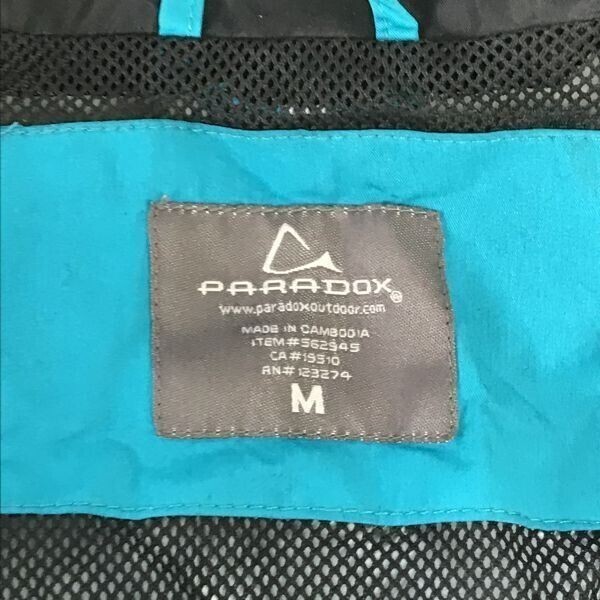 PARADOX®
www.paradoxoutdoor.com
MADE IN CAMBODIA
ITEM#562945
CA#19510
RN#123274
M